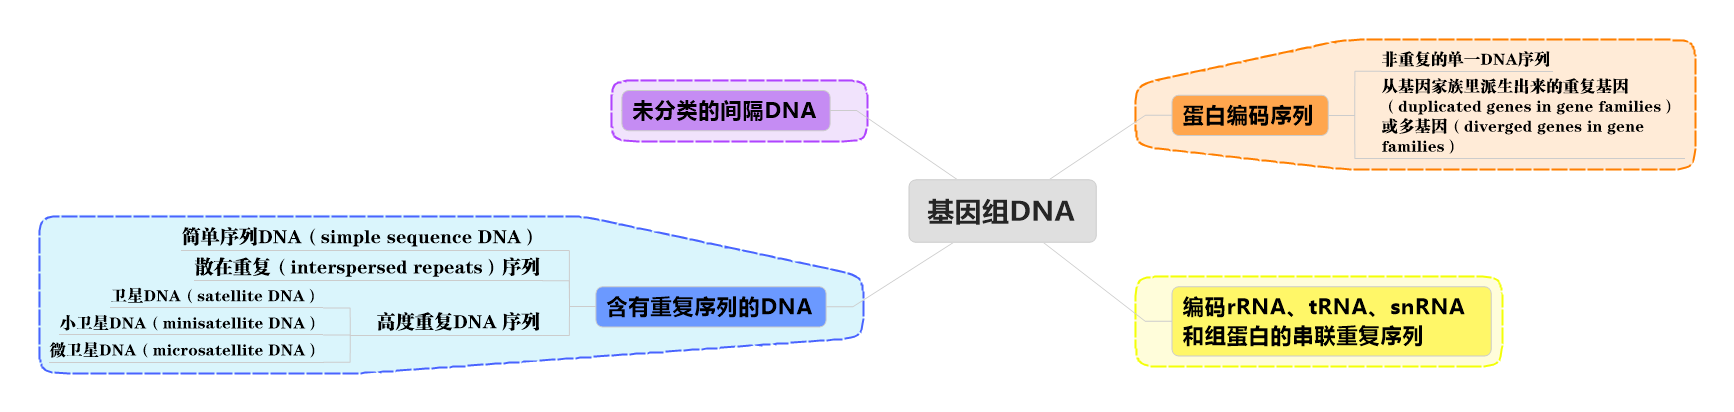 基因组DNA
蛋白编码序列
非重复的单一DNA序列
从基因家族里派生出来的重复基因
（duplicated genes in gene families）
或多基因（diverged genes in gene
families）
编码rRNA、tRNA、snRNA
和组蛋白的串联重复序列
未分类的间隔DNA
含有重复序列的DNA
简单序列DNA（simple sequence DNA）
散在重复（interspersed repeats）序列
高度重复DNA 序列
卫星DNA（satellite DNA）
小卫星DNA（minisatellite DNA）
微卫星DNA（microsatellite DNA）